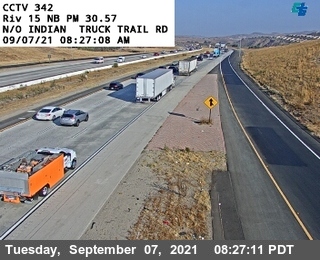 CCTV 342
Riv 15 NB PM 30.57
N/O INDIAN  TRUCK TRAIL RD
09/07/21 08:27:08 AM
Tuesday, September 07, 2021 08:27:11 PDT